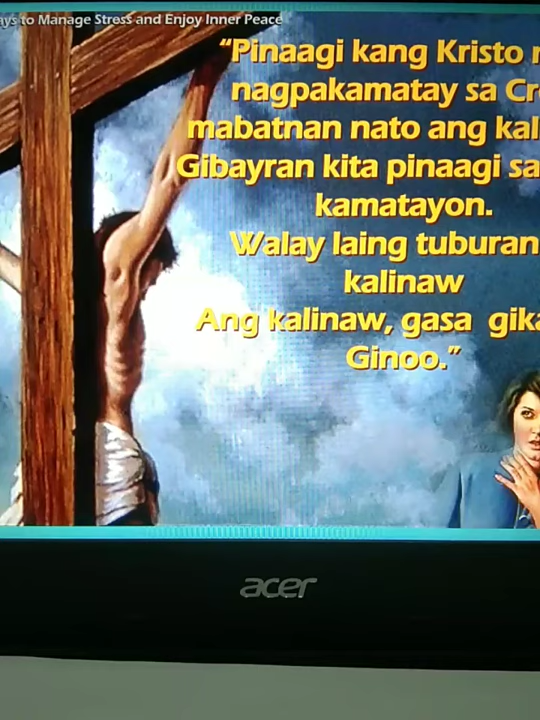 to Manage Stress and Enjoy Inner Peace
“Pinaagi kang Kristo
nagpakamatay sa
mabatnan nato ang
Gibayran kita pinaagi sa
kamatayon.
Walay laing tuburan
kalinaw
Ang kalinaw, gasa
Ginoo.”
acer